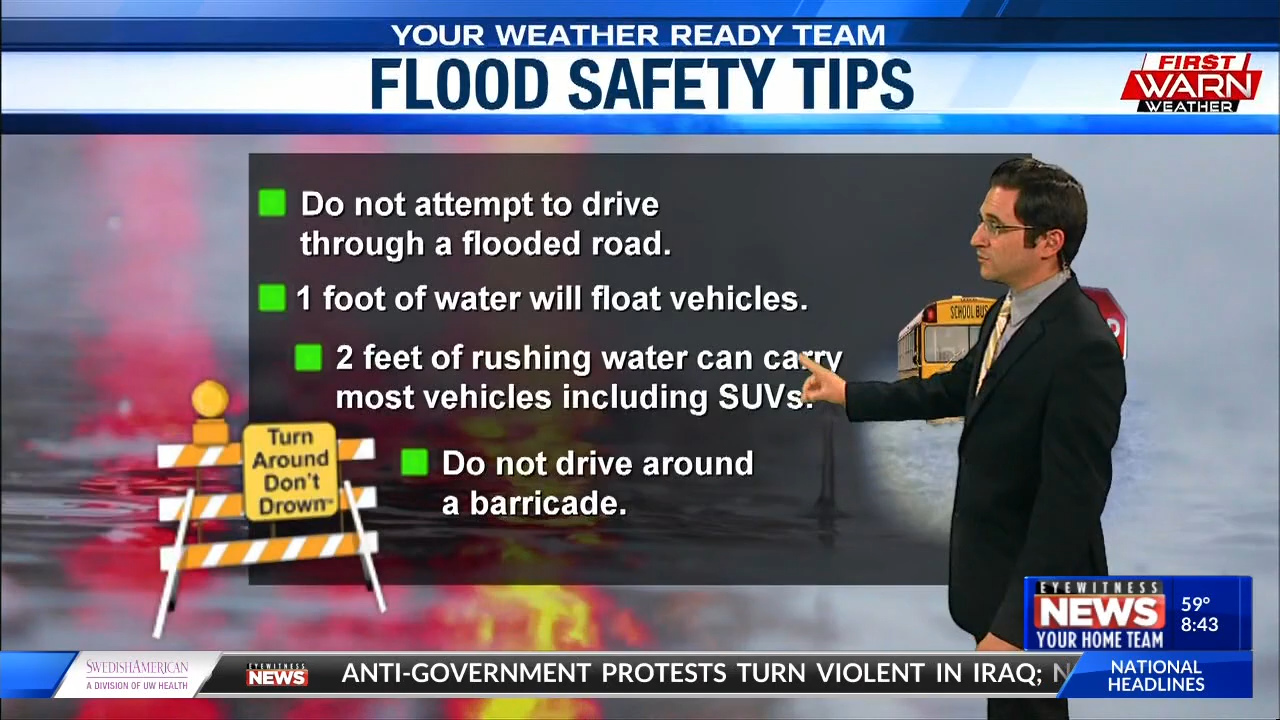 YOUR WEATHER READY TEAM
FLOOD SAFETY TIPS
FIRST
WARN
WEATHER
Do not attempt to drive
through a flooded road.
1 foot of water will float vehicles.
2 feet of rushing water can carry
most vehicles including SUVs.
Do not drive around
a barricade.
SCHOOL BUS
Turn
Around
Don't
Drown™
EYEWITNESS
NEWS
YOUR HOME TEAM
59°
8:43
SWEDISHAMERICAN
A DIVISION OF UW HEALTH
EYEWITNESS
NEWS
ANTI-GOVERNMENT PROTESTS TURN VIOLENT IN IRAQ;
NATIONAL
HEADLINES